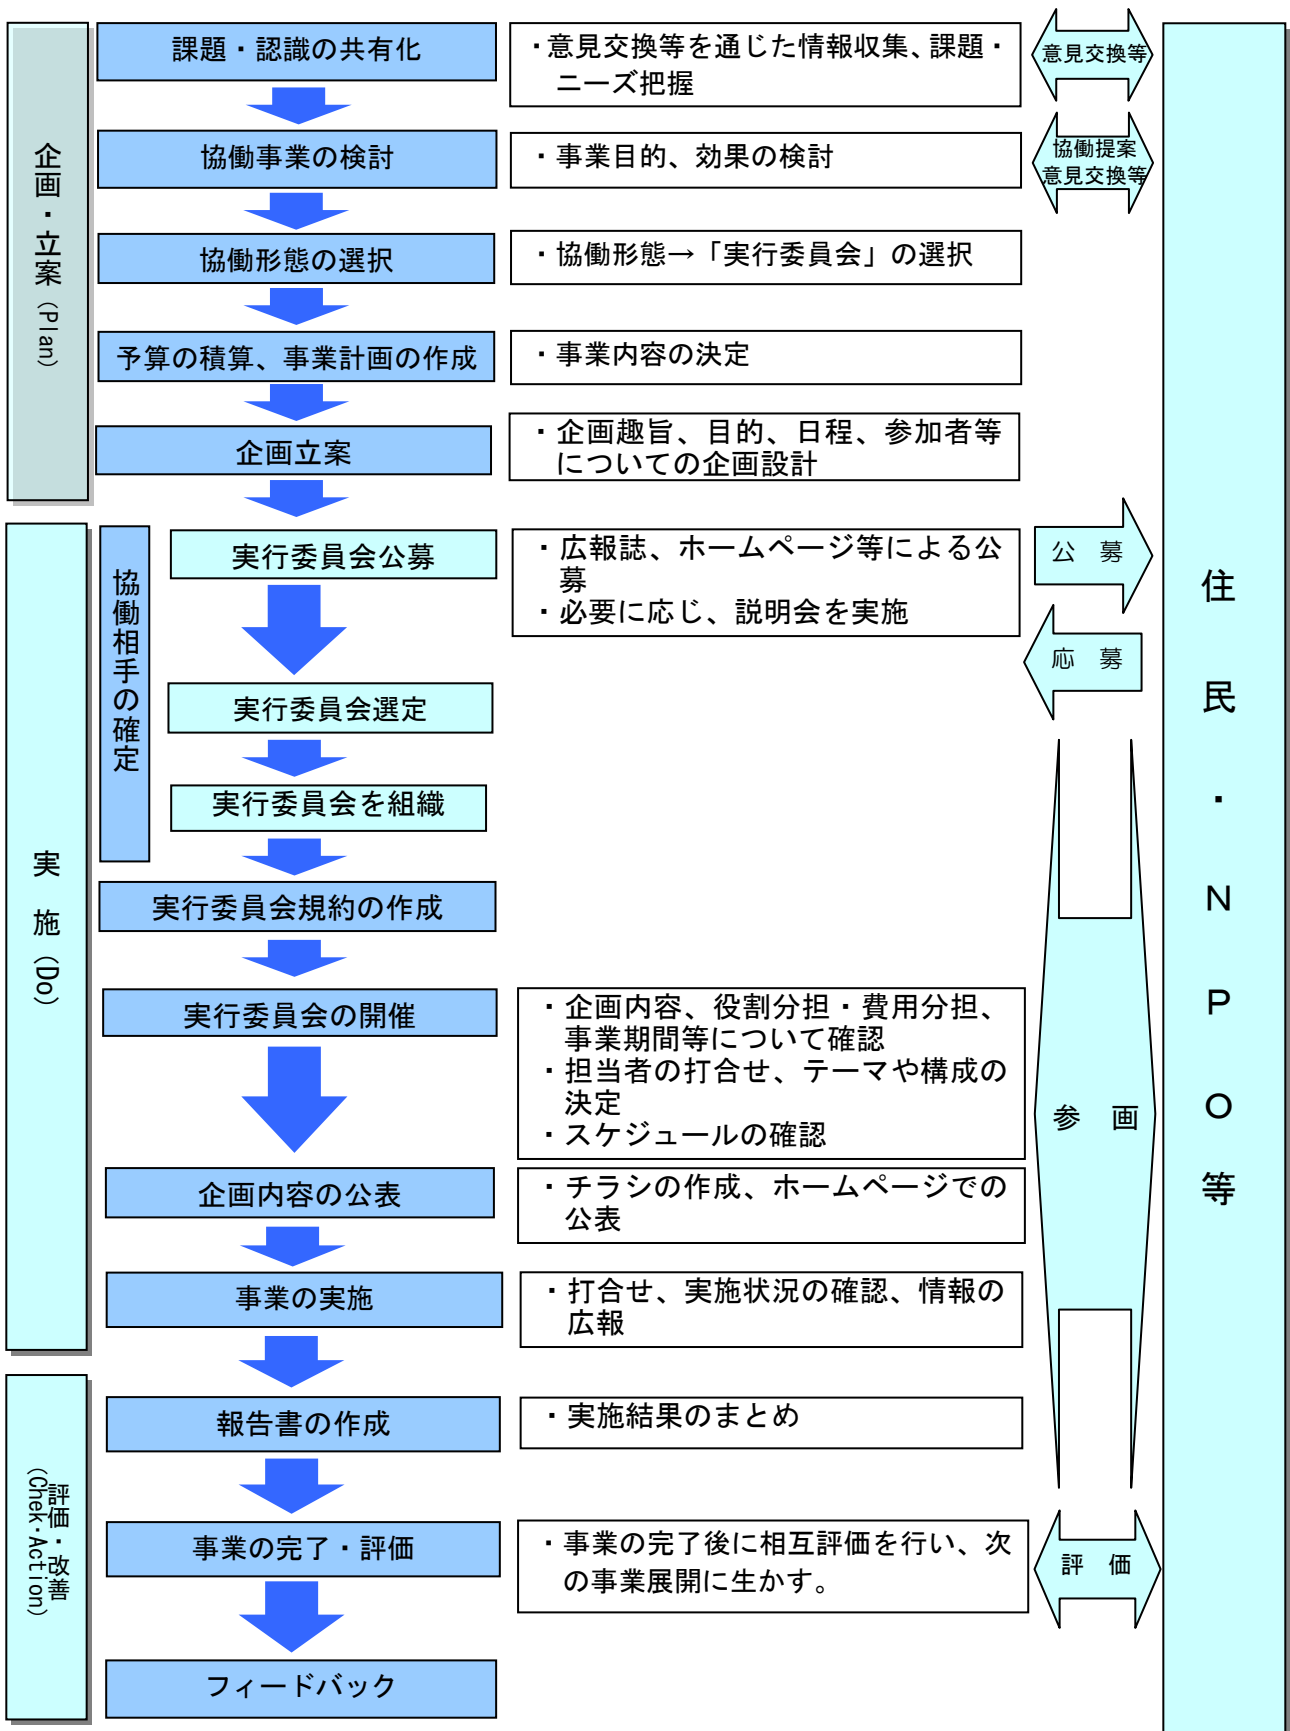 企画・立案(Plan)
課題・認識の共有化
・意見交換等を通じた情報収集、課題・
ニーズ把握
意見交換等
協働事業の検討
・事業目的、効果の検討
協働提案
意見交換等
協働形態の選択
・協働形態→「実行委員会」の選択
予算の積算、事業計画の作成
・事業内容の決定
企画立案
・企画趣旨、目的、日程、参加者等
についての企画設計
実 施(Do)
協働相手の確定
実行委員会公募
・広報誌、ホームページ等による公
募
・必要に応じ、説明会を実施
公 募
応 募
実行委員会選定
実行委員会を組織
実行委員会規約の作成
実行委員会の開催
・企画内容、役割分担・費用分担、
事業期間等について確認
・担当者の打合せ、テーマや構成の
決定
・スケジュールの確認
参 画
企画内容の公表
・チラシの作成、ホームページでの
公表
事業の実施
・打合せ、実施状況の確認、情報の
広報
評価・改善
(Chek・Action)
報告書の作成
・実施結果のまとめ
事業の完了・評価
・事業の完了後に相互評価を行い、次
の事業展開に生かす。
評 価
フィードバック
住民・NPO等